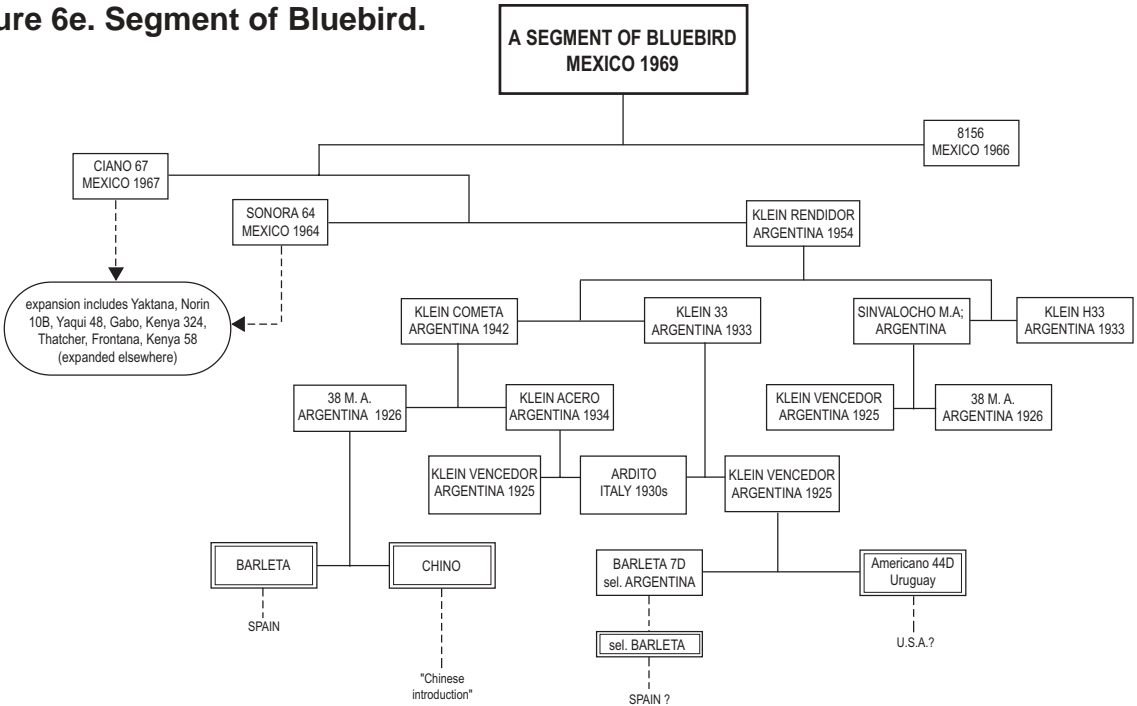 ure 6e. Segment of Bluebird.
A SEGMENT OF BLUEBIRD
MEXICO 1969
8156
MEXICO 1966
CIANO 67
MEXICO 1967
SONORA 64
MEXICO 1964
KLEIN RENDIDOR
ARGENTINA 1954
expansion includes Yaktana, Norin
10B, Yaqui 48, Gabo, Kenya 324,
Thatcher, Frontana, Kenya 58
(expanded elsewhere)
KLEIN COMETA
ARGENTINA 1942
KLEIN 33
ARGENTINA 1933
SINVALOCHO M.A;
ARGENTINA
KLEIN H33
ARGENTINA 1933
38 M. A.
ARGENTINA 1926
KLEIN ACERO
ARGENTINA 1934
KLEIN VENCEDOR
ARGENTINA 1925
38 M. A.
ARGENTINA 1926
KLEIN VENCEDOR
ARGENTINA 1925
ARDITO
ITALY 1930s
KLEIN VENCEDOR
ARGENTINA 1925
BARLETA
CHINO
BARLETA 7D
sel. ARGENTINA
Americano 44D
Uruguay
SPAIN
sel. BARLETA
U.S.A.?
"Chinese
introduction"
SPAIN ?